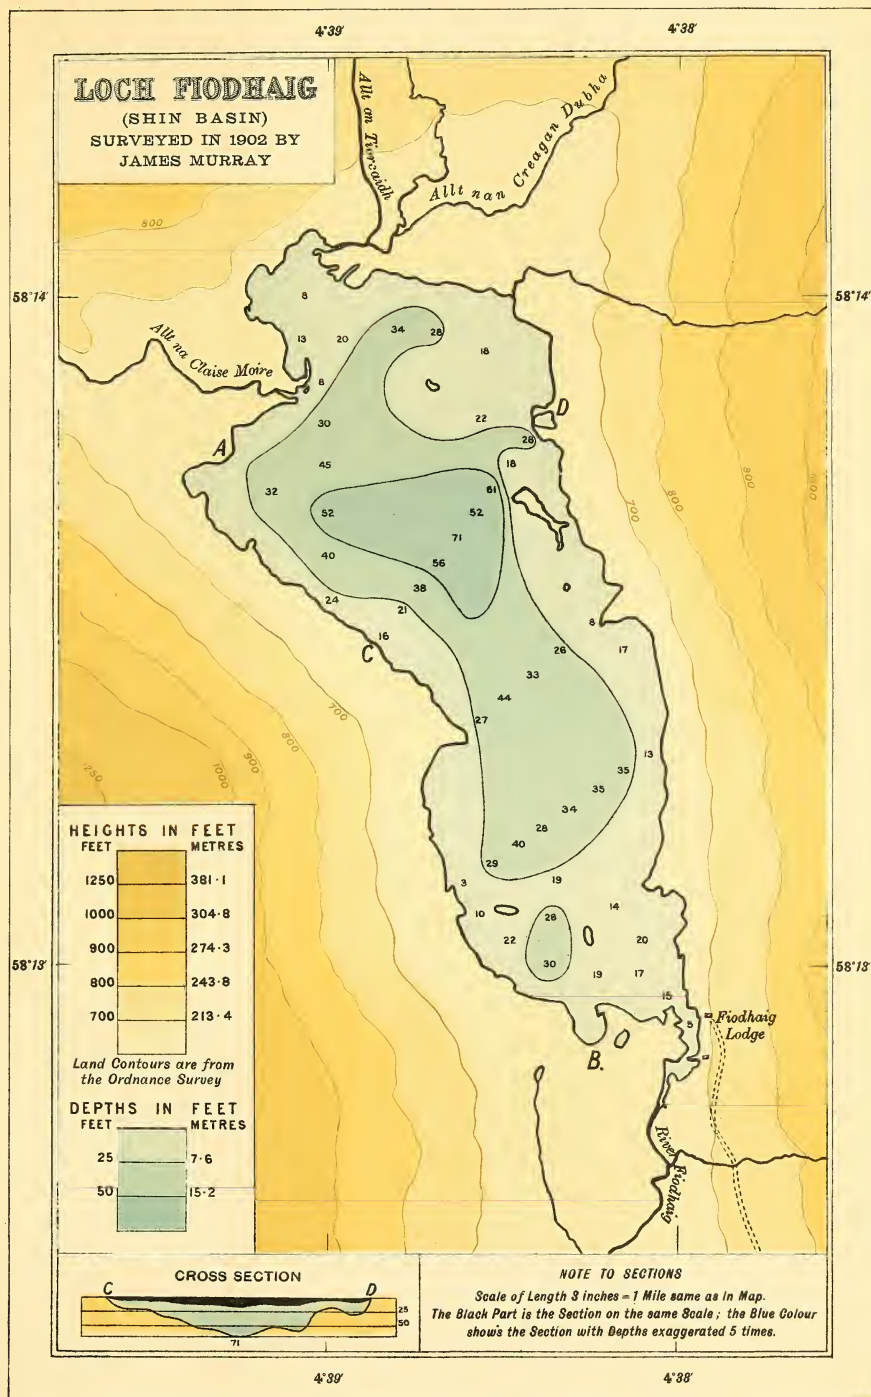 4°39′ 4°38′
LOCH FIODHAIG
(SHIN BASIN)
SURVEYED IN 1902 BY
JAMES MURRAY
Allt an Tiorcaidh
Allt nan Creagan Dubha
800
58°14′ 58°14′
8
13 20 34 28 18
Allt na Claise Moire
8
30 22 D
28
A
45 18
32 61
52 52
71
40 56
38
24 21
16
C
8
26 17
33
44
27
13
35
35
34
28
40
29
3 19
10 28 14
22 20
30 19 17
15
5
700 800 800 900
700
800
900
1000
1250
58°13′ 58°13′
Fiodhaig
Lodge
B.
River Fiodhaig
HEIGHTS IN FEET
FEET METRES
1250 381·1
1000 304·8
900 274·3
800 243·8
700 213·4
Land Contours are from
the Ordnance Survey
DEPTHS IN FEET
FEET METRES
25 7·6
50 15·2
CROSS SECTION
C D
25
50
71
NOTE TO SECTIONS
Scale of Length 3 inches = 1 Mile same as in Map.
The Black Part is the Section on the same Scale; the Blue Colour
shows the Section with Depths exaggerated 5 times.
4°39′ 4°38′